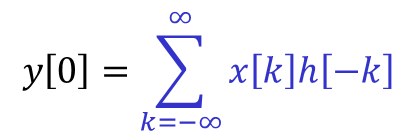 y[0] = ∑_{k=−∞}^{∞} x[k]h[−k]